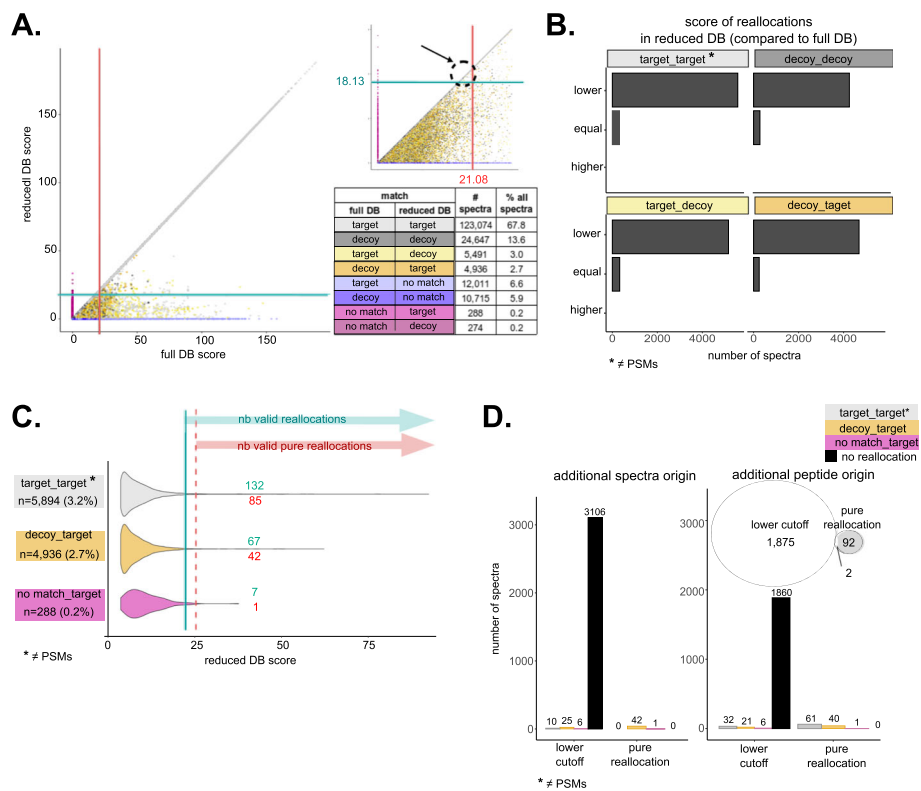 A.
150
100
50
0
reducedl DB score
0
50
100
150
full DB score
18.13
21.08
match
#
spectra
% all
spectra
full DB
reduced DB
target
target
123,074
67.8
decoy
decoy
24,647
13.6
target
decoy
5,491
3.0
decoy
target
4,936
2.7
target
no match
12,011
6.6
decoy
no match
10,715
5.9
no match
target
288
0.2
no match
decoy
274
0.2
B.
score of reallocations
in reduced DB (compared to full DB)
target_target *
decoy_decoy
lower
equal
higher
target_decoy
decoy_taget
lower
equal
higher
0
2000
4000
0
2000
4000
number of spectra
* ≠ PSMs
C.
nb valid reallocations
nb valid pure reallocations
target_target *
n=5,894 (3.2%)
132
85
decoy_target
n=4,936 (2.7%)
67
42
no match_target
n=288 (0.2%)
7
1
0
25
50
75
reduced DB score
* ≠ PSMs
D.
target_target*
decoy_target
no match_target
no reallocation
additional spectra origin
additional peptide origin
number of spectra
3000
2000
1000
0
3106
10
25
6
0
42
1
0
lower
cutoff
pure
reallocation
3000
2000
1000
0
lower cutoff
1,875
pure
reallocation
92
2
1860
32
21
6
61
40
1
0
lower
cutoff
pure
reallocation
* ≠ PSMs